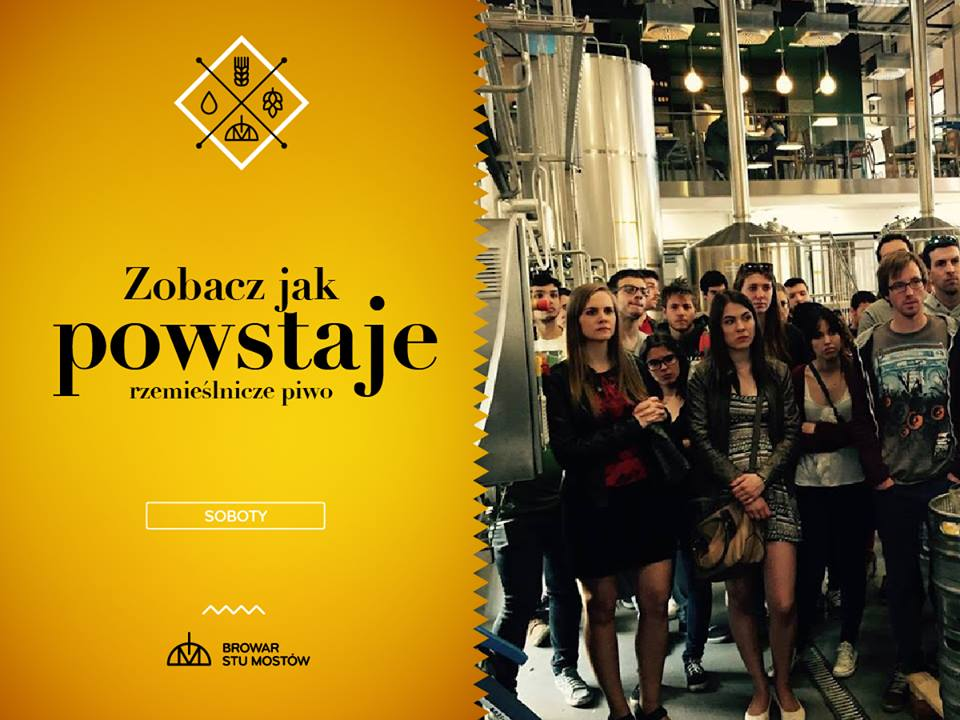 Zobacz jak
powstaje
rzemieślnicze piwo
SOBOTY
BROWAR
STU MOSTÓW